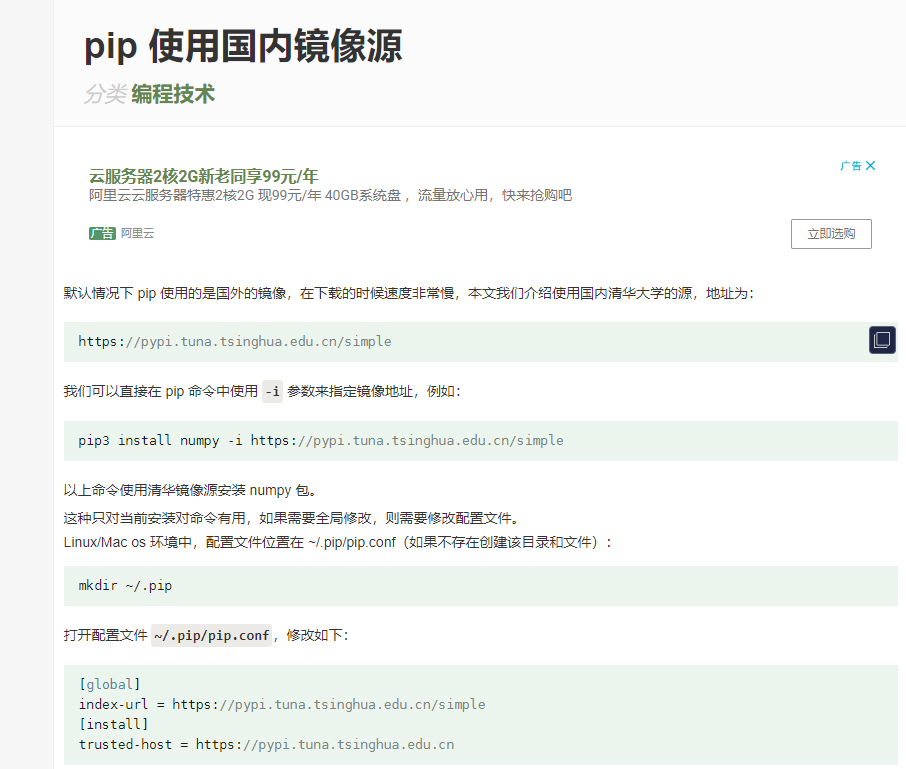 pip 使用国内镜像源
分类 编程技术
广告
云服务器2核2G新老同享99元/年
阿里云云服务器特惠2核2G 现99元/年 40GB系统盘 ，流量放心用，快来抢购吧
广告 阿里云
立即选购
默认情况下 pip 使用的是国外的镜像，在下载的时候速度非常慢，本文我们介绍使用国内清华大学的源，地址为：
https://pypi.tuna.tsinghua.edu.cn/simple
我们可以直接在 pip 命令中使用 -i 参数来指定镜像地址，例如：
pip3 install numpy -i https://pypi.tuna.tsinghua.edu.cn/simple
以上命令使用清华镜像源安装 numpy 包。
这种只对当前安装对命令有用，如果需要全局修改，则需要修改配置文件。
Linux/Mac os 环境中，配置文件位置在 ~/.pip/pip.conf（如果不存在创建该目录和文件）：
mkdir ~/.pip
打开配置文件 ~/.pip/pip.conf，修改如下：
[global]
index-url = https://pypi.tuna.tsinghua.edu.cn/simple
[install]
trusted-host = https://pypi.tuna.tsinghua.edu.cn